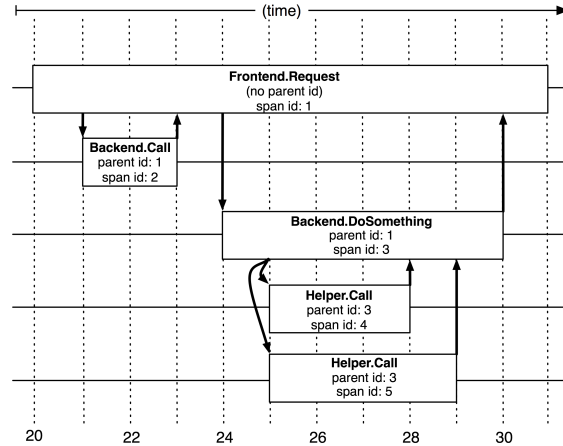 (time)
Frontend.Request
(no parent id)
span id: 1
Backend.Call
parent id: 1
span id: 2
Backend.DoSomething
parent id: 1
span id: 3
Helper.Call
parent id: 3
span id: 4
Helper.Call
parent id: 3
span id: 5
20 22 24 26 28 30